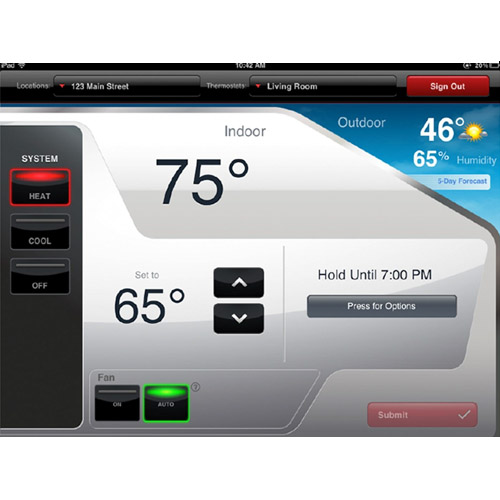 iPad 10:42 AM 20%
Locations: 123 Main Street Thermostats: Living Room Sign Out
Indoor
75°
Outdoor
46°
65% Humidity
5-Day Forecast
SYSTEM
HEAT
COOL
OFF
Set to
65°
Hold Until 7:00 PM
Press for Options
Fan
ON
AUTO
?
Submit